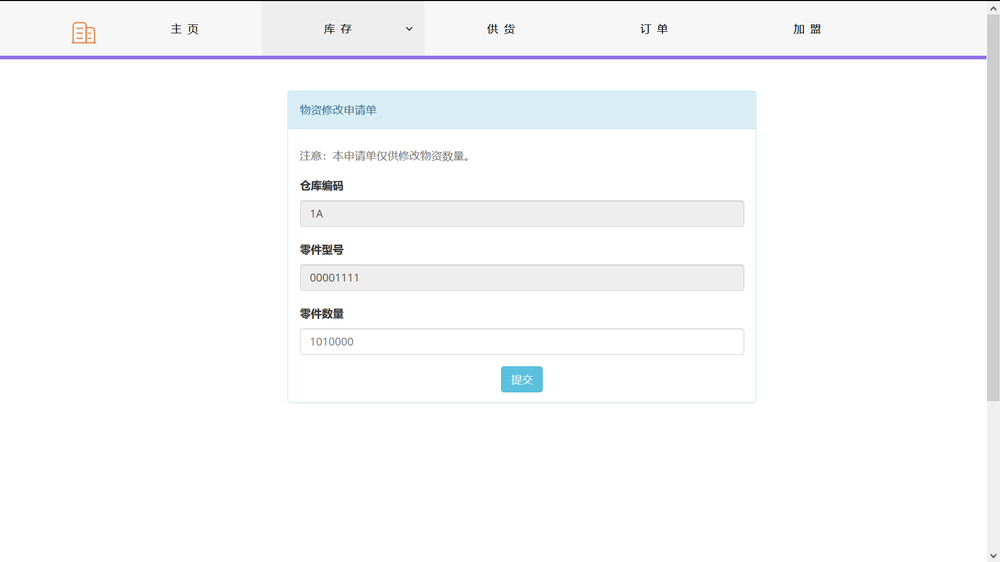 主 页
库 存
供 货
订 单
加 盟
物资修改申请单
注意：本申请单仅供修改物资数量。
仓库编码
1A
零件型号
00001111
零件数量
1010000
提交